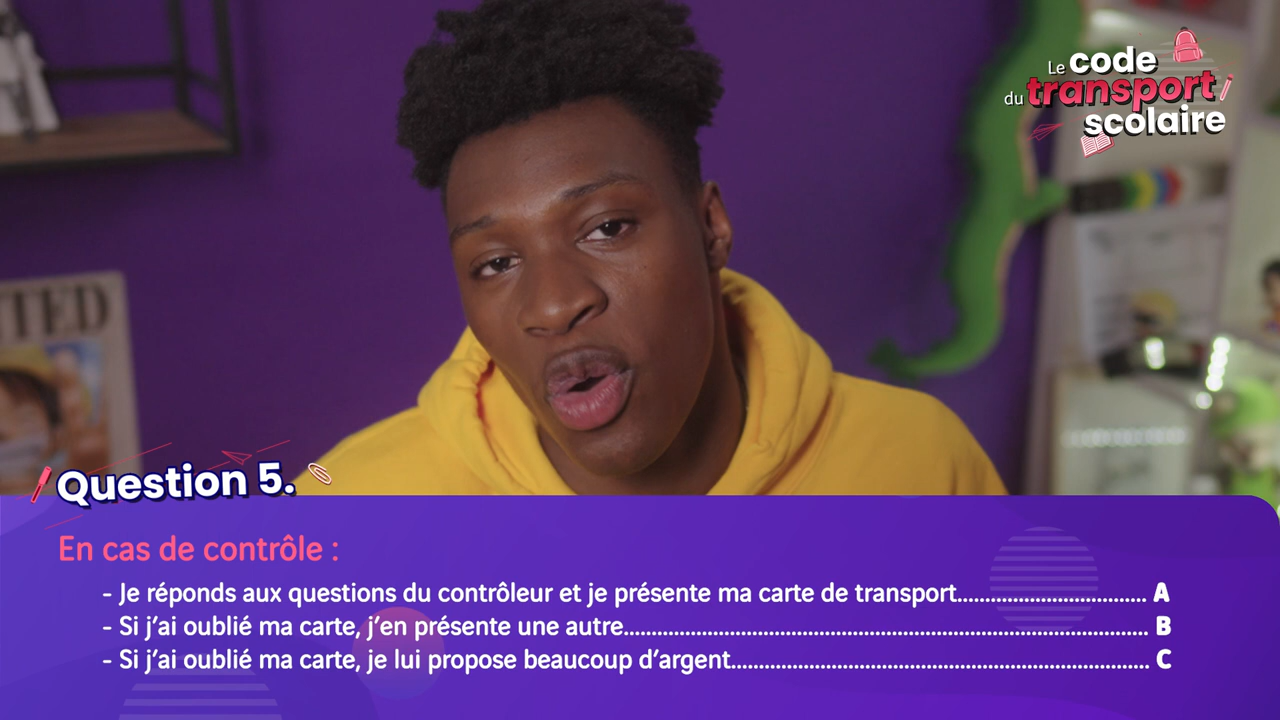 Le code
du transport
scolaire
TED
Question 5.
En cas de contrôle :
- Je réponds aux questions du contrôleur et je présente ma carte de transport.................................. A
- Si j'ai oublié ma carte, j'en présente une autre.............................................................................................. B
- Si j'ai oublié ma carte, je lui propose beaucoup d'argent........................................................................... C